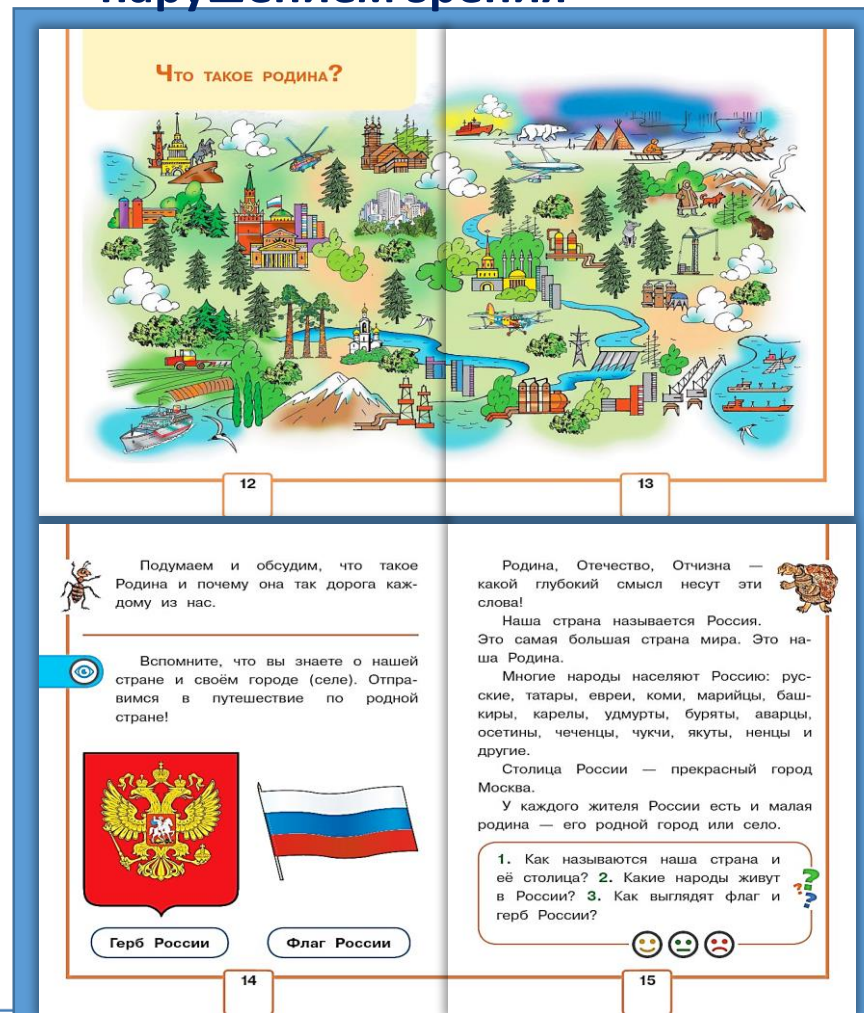 нарушением зрения
Что такое родина?
12
13
Подумаем и обсудим, что такое
Родина и почему она так дорога каж-
дому из нас.
Вспомните, что вы знаете о нашей
стране и своём городе (селе). Отпра-
вимся в путешествие по родной
стране!
Герб России
Флаг России
14
Родина, Отечество, Отчизна —
какой глубокий смысл несут эти
слова!
Наша страна называется Россия.
Это самая большая страна мира. Это на-
ша Родина.
Многие народы населяют Россию: рус-
ские, татары, евреи, коми, марийцы, баш-
киры, карелы, удмурты, буряты, аварцы,
осетины, чеченцы, чукчи, якуты, ненцы и
другие.
Столица России — прекрасный город
Москва.
У каждого жителя России есть и малая
родина — его родной город или село.
1. Как называются наша страна и
её столица? 2. Какие народы живут
в России? 3. Как выглядят флаг и
герб России?
???
15